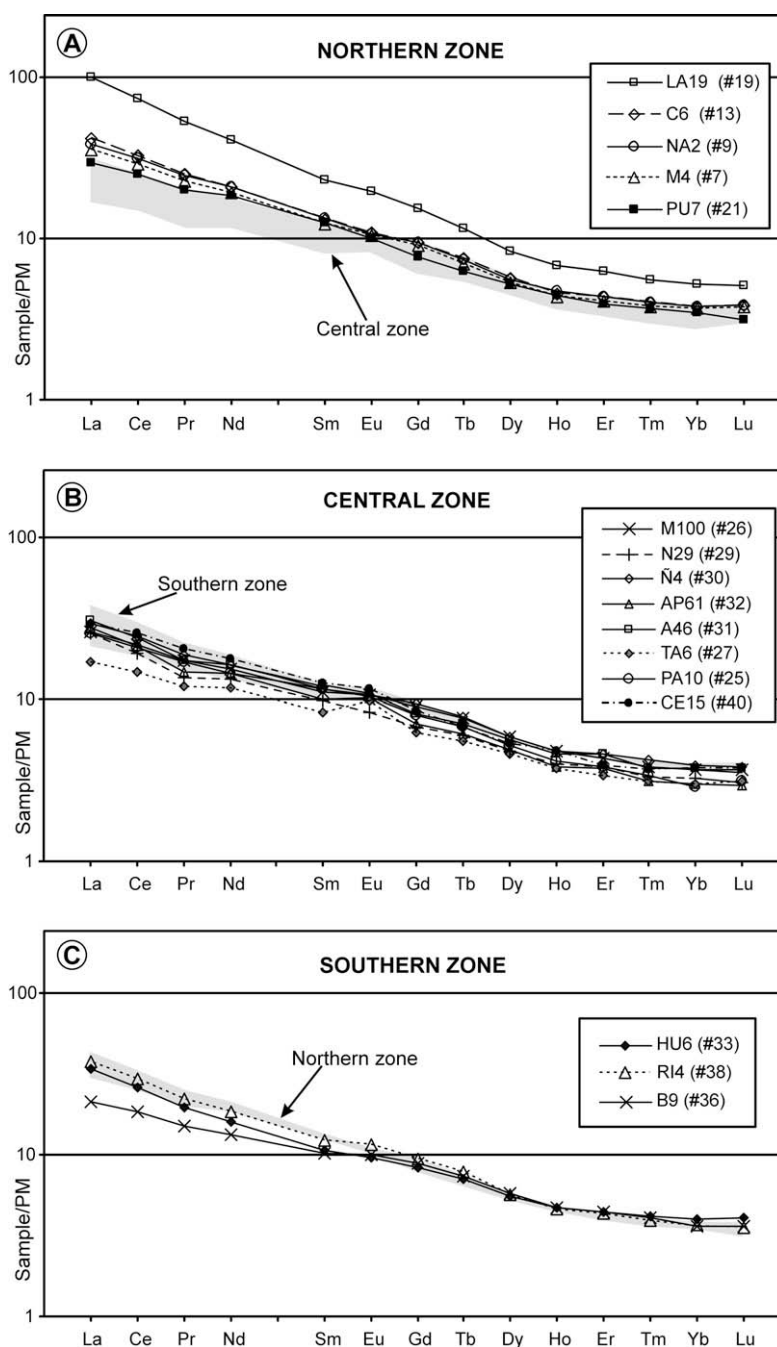 A
NORTHERN ZONE
100
10
1
Sample/PM
LA19 (#19)
C6 (#13)
NA2 (#9)
M4 (#7)
PU7 (#21)
Central zone
La Ce Pr Nd Sm Eu Gd Tb Dy Ho Er Tm Yb Lu
B
CENTRAL ZONE
100
10
1
Sample/PM
M100 (#26)
N29 (#29)
Ñ4 (#30)
AP61 (#32)
A46 (#31)
TA6 (#27)
PA10 (#25)
CE15 (#40)
Southern zone
La Ce Pr Nd Sm Eu Gd Tb Dy Ho Er Tm Yb Lu
C
SOUTHERN ZONE
100
10
1
Sample/PM
HU6 (#33)
RI4 (#38)
B9 (#36)
Northern zone
La Ce Pr Nd Sm Eu Gd Tb Dy Ho Er Tm Yb Lu